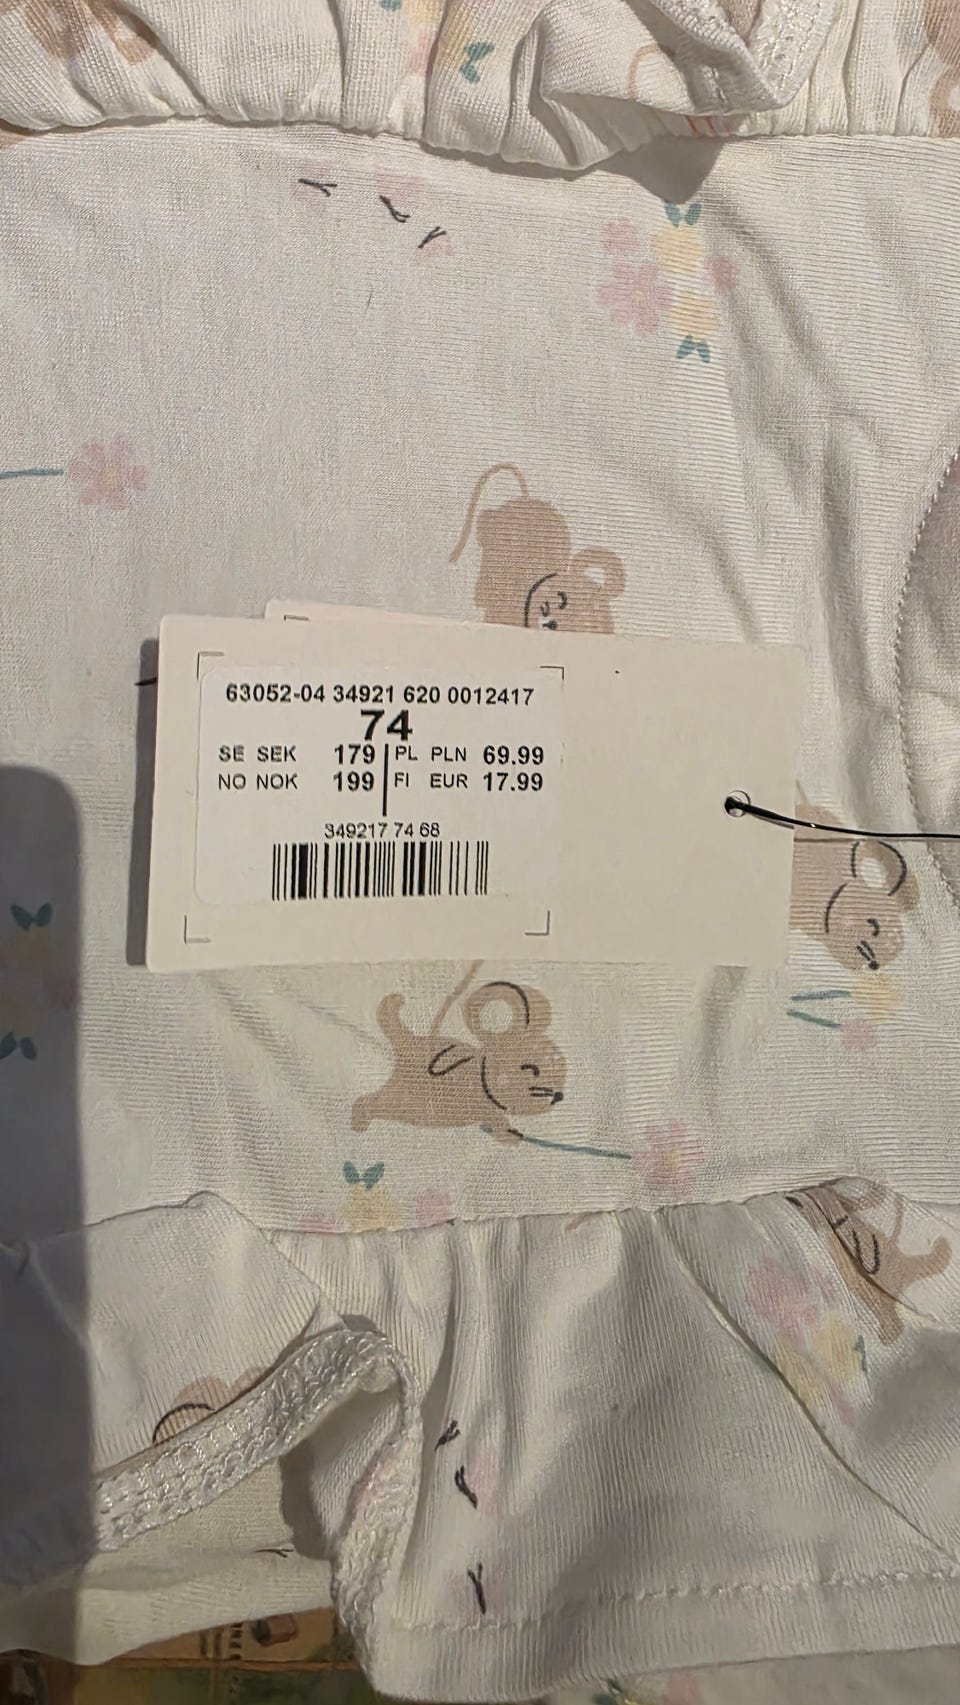 63052-04 34921 620 0012417
74
SE SEK 179 PL PLN 69.99
NO NOK 199 FI EUR 17.99
349217 74 68